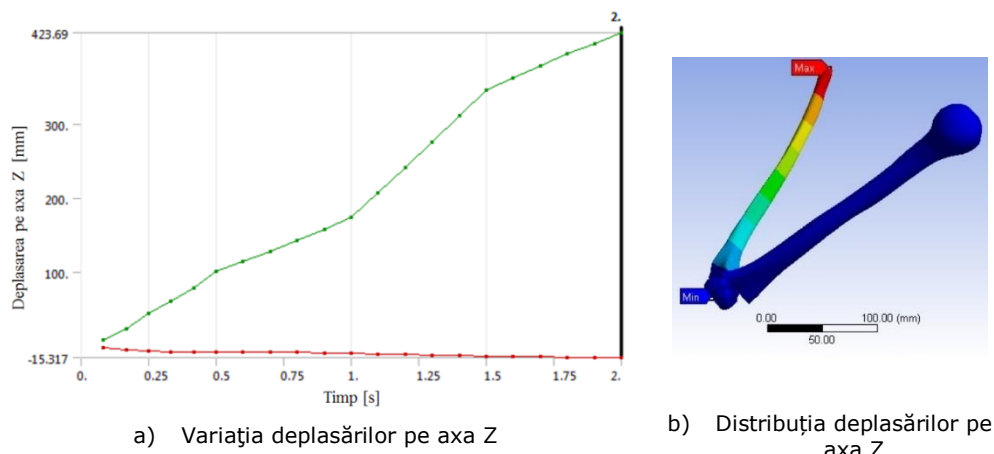 2.
423.69
300.
200.
100.
-15.317
Deplasarea pe axa Z [mm]
0.
0.25
0.5
0.75
1.
1.25
1.5
1.75
2.
Timp [s]
a) Variaţia deplasărilor pe axa Z
Max
Min
0.00
100.00 (mm)
50.00
b) Distribuția deplasărilor pe
axa Z